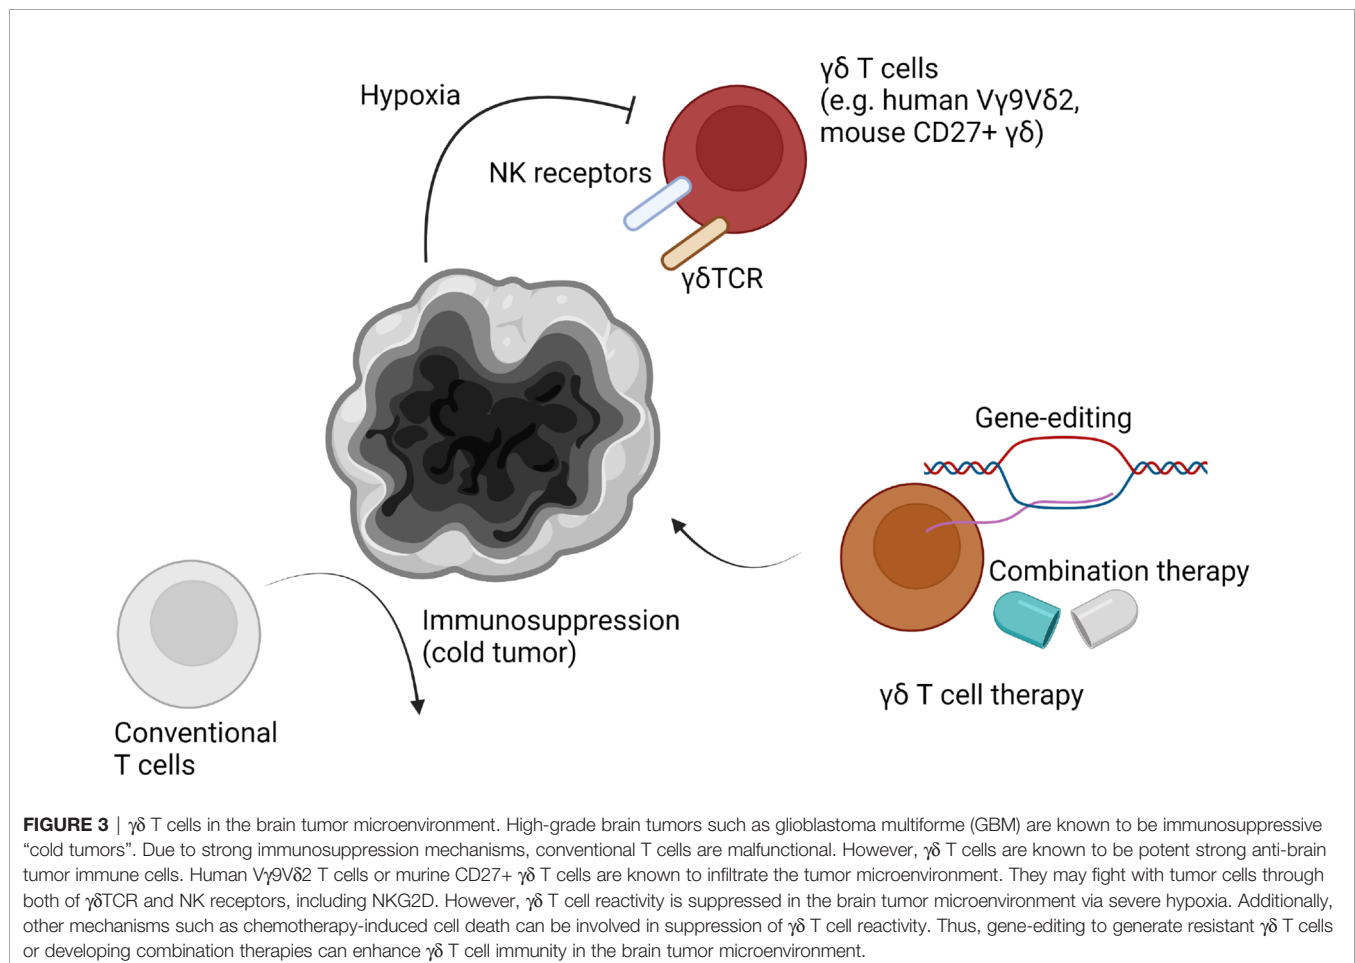 Hypoxia
γδ T cells
(e.g. human Vγ9Vδ2,
mouse CD27+ γδ)
NK receptors
γδTCR
Gene-editing
Combination therapy
γδ T cell therapy
Immunosuppression
(cold tumor)
Conventional
T cells
FIGURE 3 | γδ T cells in the brain tumor microenvironment. High-grade brain tumors such as glioblastoma multiforme (GBM) are known to be immunosuppressive
“cold tumors”. Due to strong immunosuppression mechanisms, conventional T cells are malfunctional. However, γδ T cells are known to be potent strong anti-brain
tumor immune cells. Human Vγ9Vδ2 T cells or murine CD27+ γδ T cells are known to infiltrate the tumor microenvironment. They may fight with tumor cells through
both of γδTCR and NK receptors, including NKG2D. However, γδ T cell reactivity is suppressed in the brain tumor microenvironment via severe hypoxia. Additionally,
other mechanisms such as chemotherapy-induced cell death can be involved in suppression of γδ T cell reactivity. Thus, gene-editing to generate resistant γδ T cells
or developing combination therapies can enhance γδ T cell immunity in the brain tumor microenvironment.